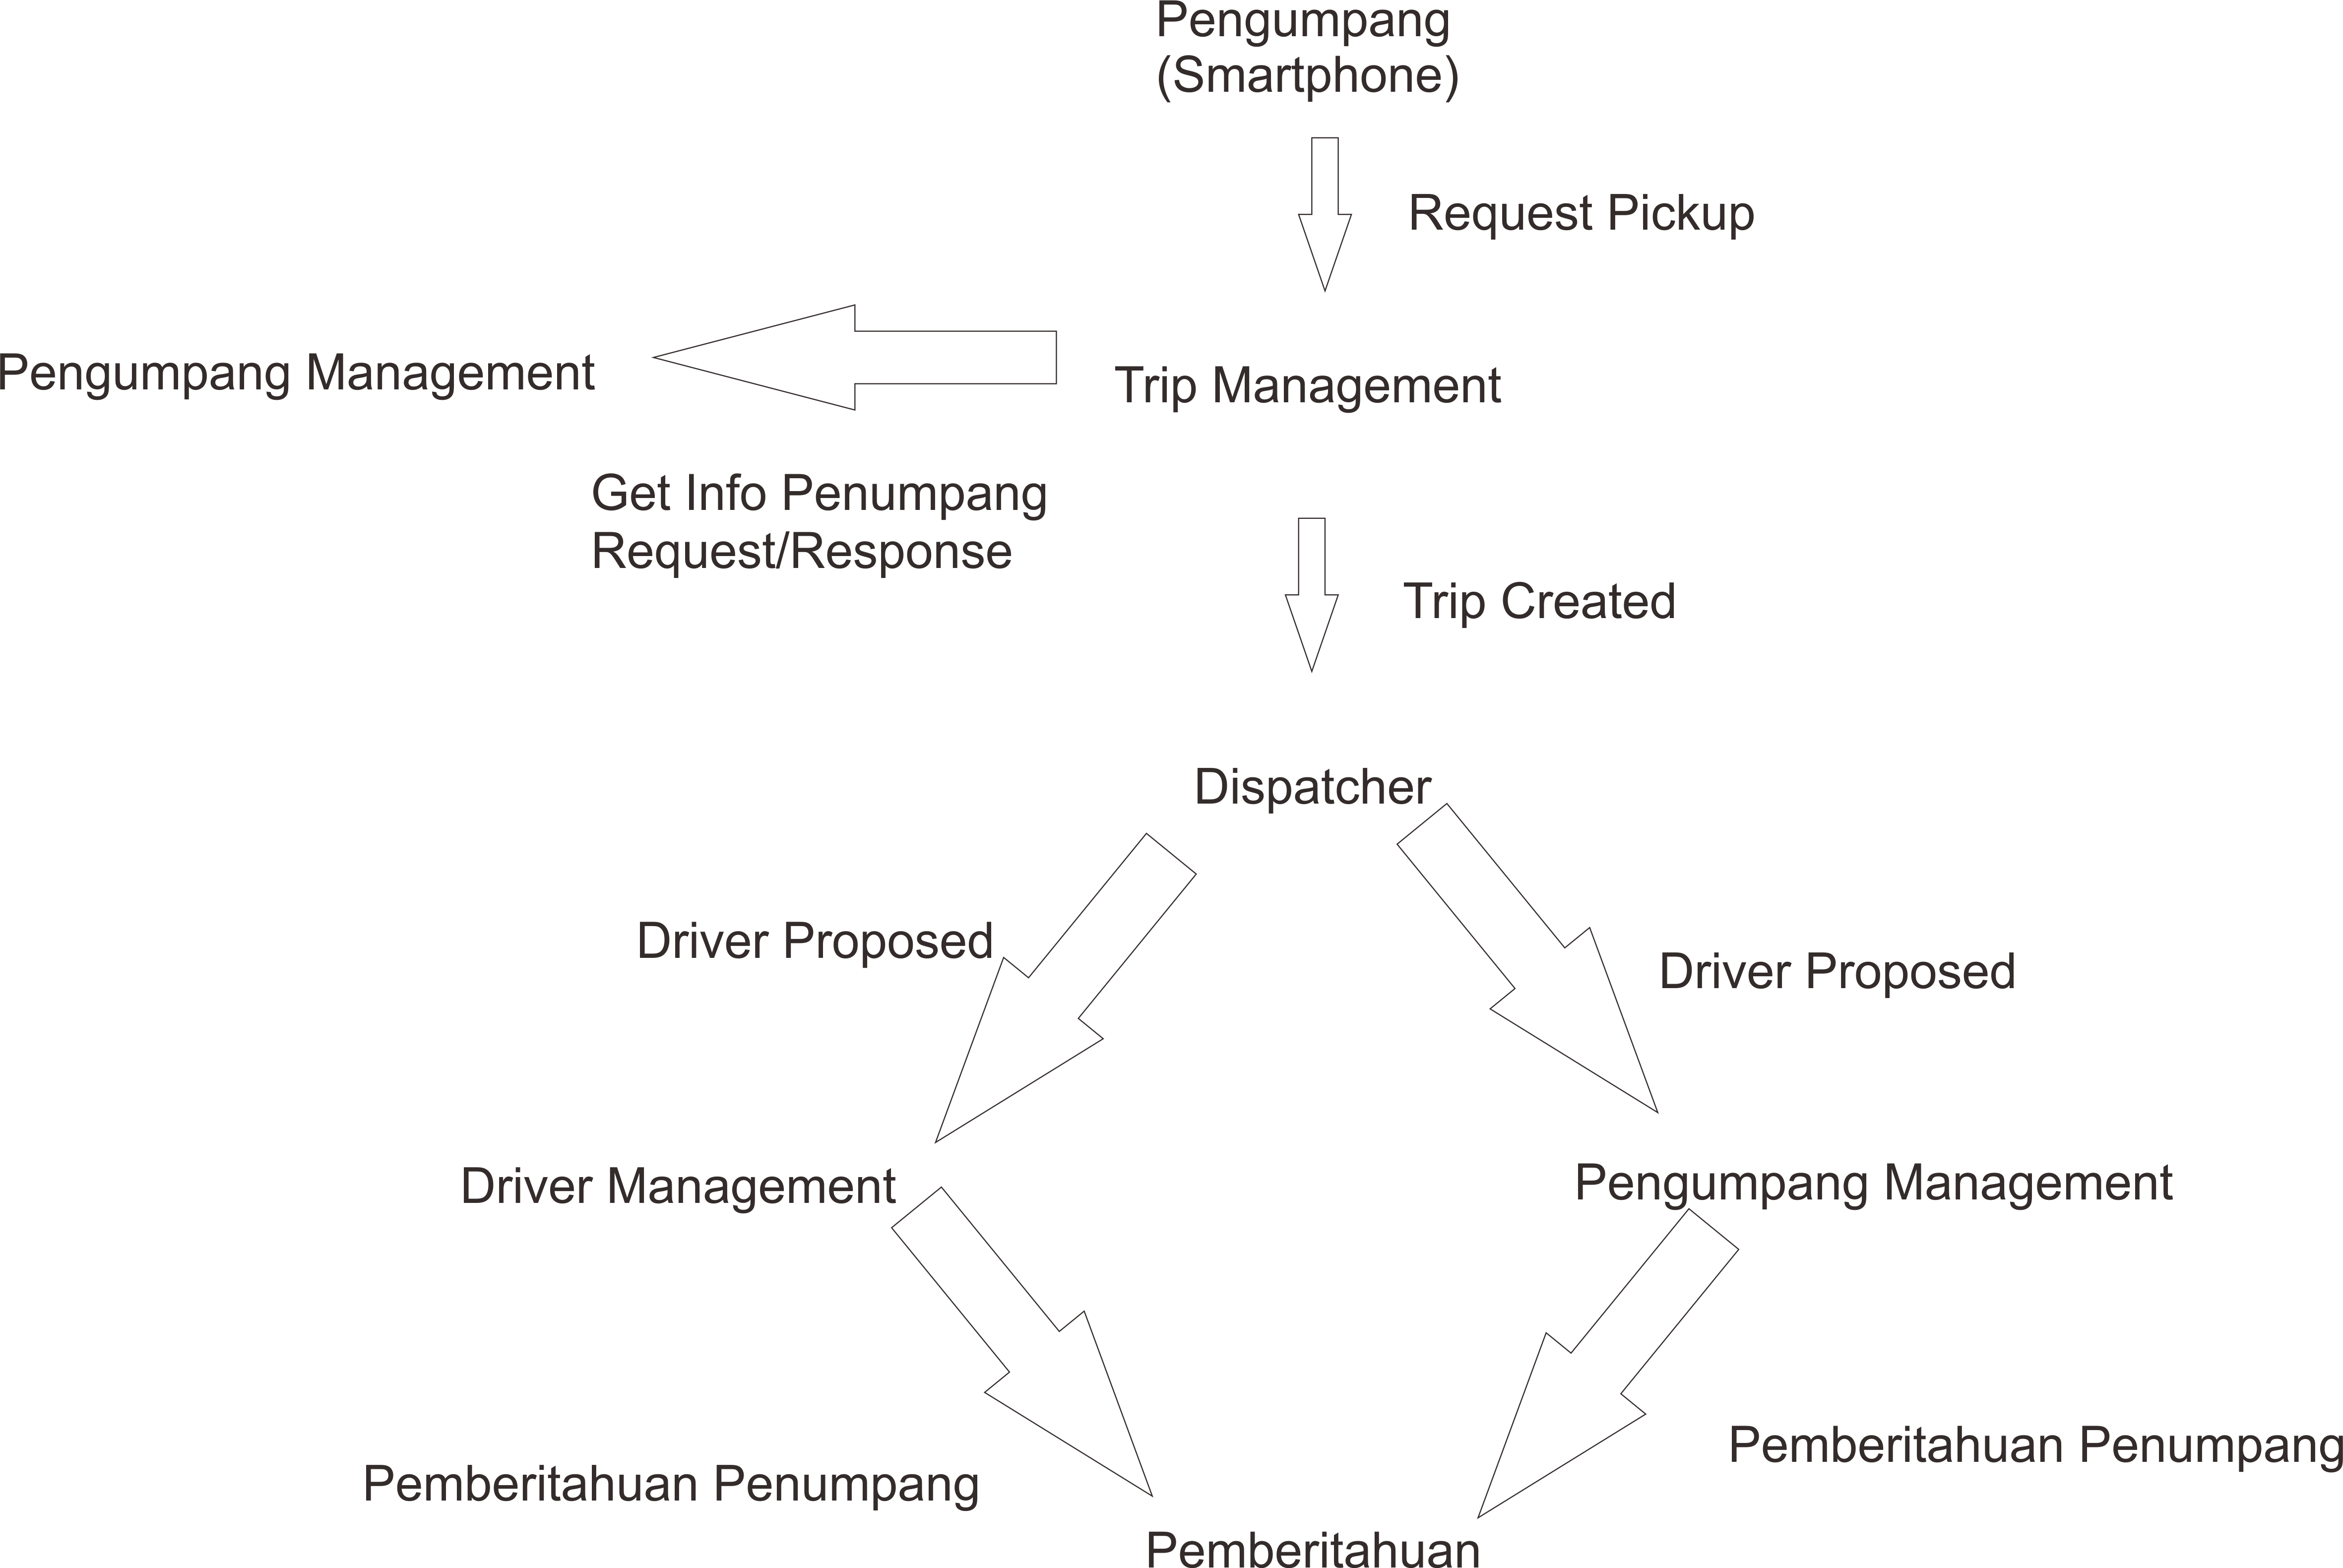 Pengumpang
(Smartphone)
Request Pickup
Pengumpang Management
Trip Management
Get Info Penumpang
Request/Response
Trip Created
Dispatcher
Driver Proposed
Driver Proposed
Driver Management
Pengumpang Management
Pemberitahuan Penumpang
Pemberitahuan Penumpang
Pemberitahuan